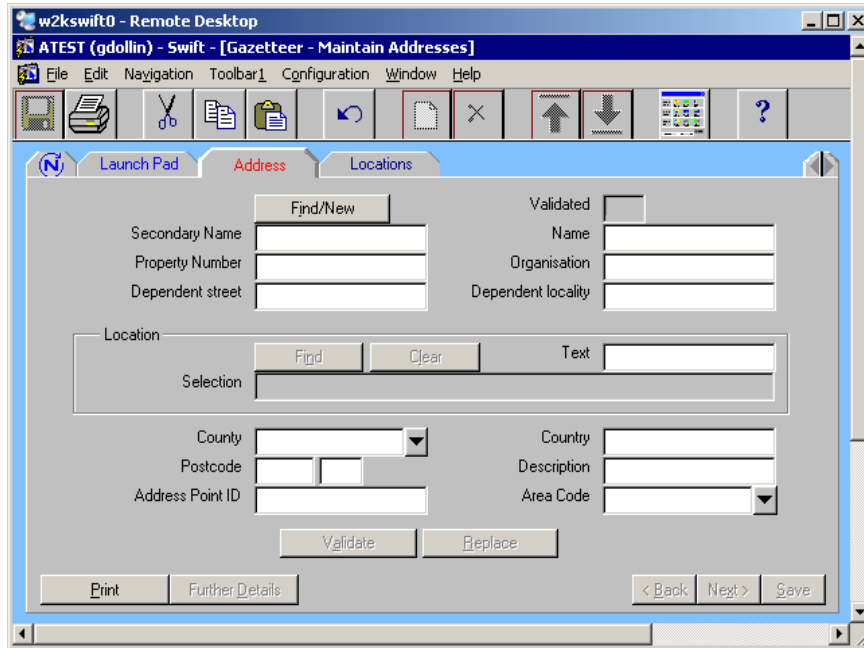 w2kswift0 - Remote Desktop
ATEST (gdollin) - Swift - [Gazetteer - Maintain Addresses]
File Edit Navigation Toolbar1 Configuration Window Help
?
N Launch Pad Address Locations
Find/New Validated
Secondary Name Name
Property Number Organisation
Dependent street Dependent locality
Location
Find Clear Text
Selection
County Country
Postcode Description
Address Point ID Area Code
Validate Replace
Print Further Details < Back Next > Save